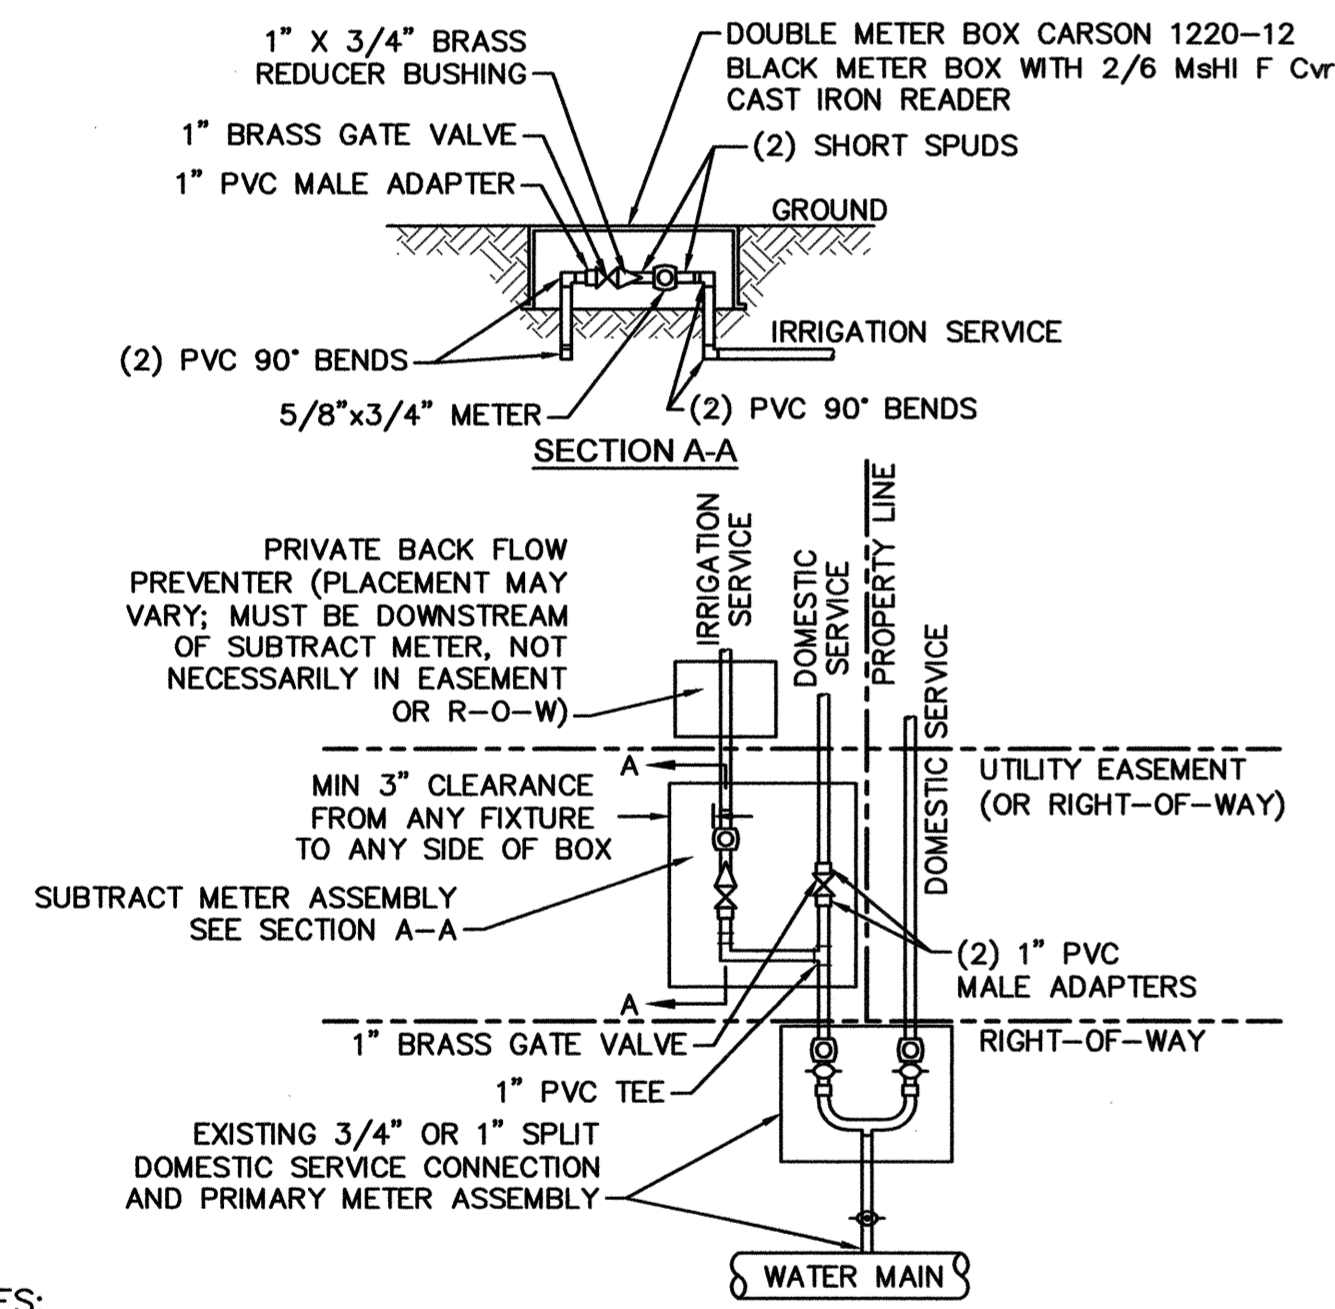 1" X 3/4" BRASS
REDUCER BUSHING
1" BRASS GATE VALVE
1" PVC MALE ADAPTER
DOUBLE METER BOX CARSON 1220-12
BLACK METER BOX WITH 2/6 MsHI F Cvr
CAST IRON READER
(2) SHORT SPUDS
GROUND
IRRIGATION SERVICE
(2) PVC 90° BENDS
5/8"x3/4" METER
(2) PVC 90° BENDS
SECTION A-A
PRIVATE BACK FLOW
PREVENTER (PLACEMENT MAY
VARY; MUST BE DOWNSTREAM
OF SUBTRACT METER, NOT
NECESSARILY IN EASEMENT
OR R-O-W)
IRRIGATION
SERVICE
DOMESTIC
SERVICE
PROPERTY LINE
DOMESTIC SERVICE
A
MIN 3" CLEARANCE
FROM ANY FIXTURE
TO ANY SIDE OF BOX
UTILITY EASEMENT
(OR RIGHT-OF-WAY)
SUBTRACT METER ASSEMBLY
SEE SECTION A-A
(2) 1" PVC
MALE ADAPTERS
A
1" BRASS GATE VALVE
RIGHT-OF-WAY
1" PVC TEE
EXISTING 3/4" OR 1" SPLIT
DOMESTIC SERVICE CONNECTION
AND PRIMARY METER ASSEMBLY
WATER MAIN
ES: